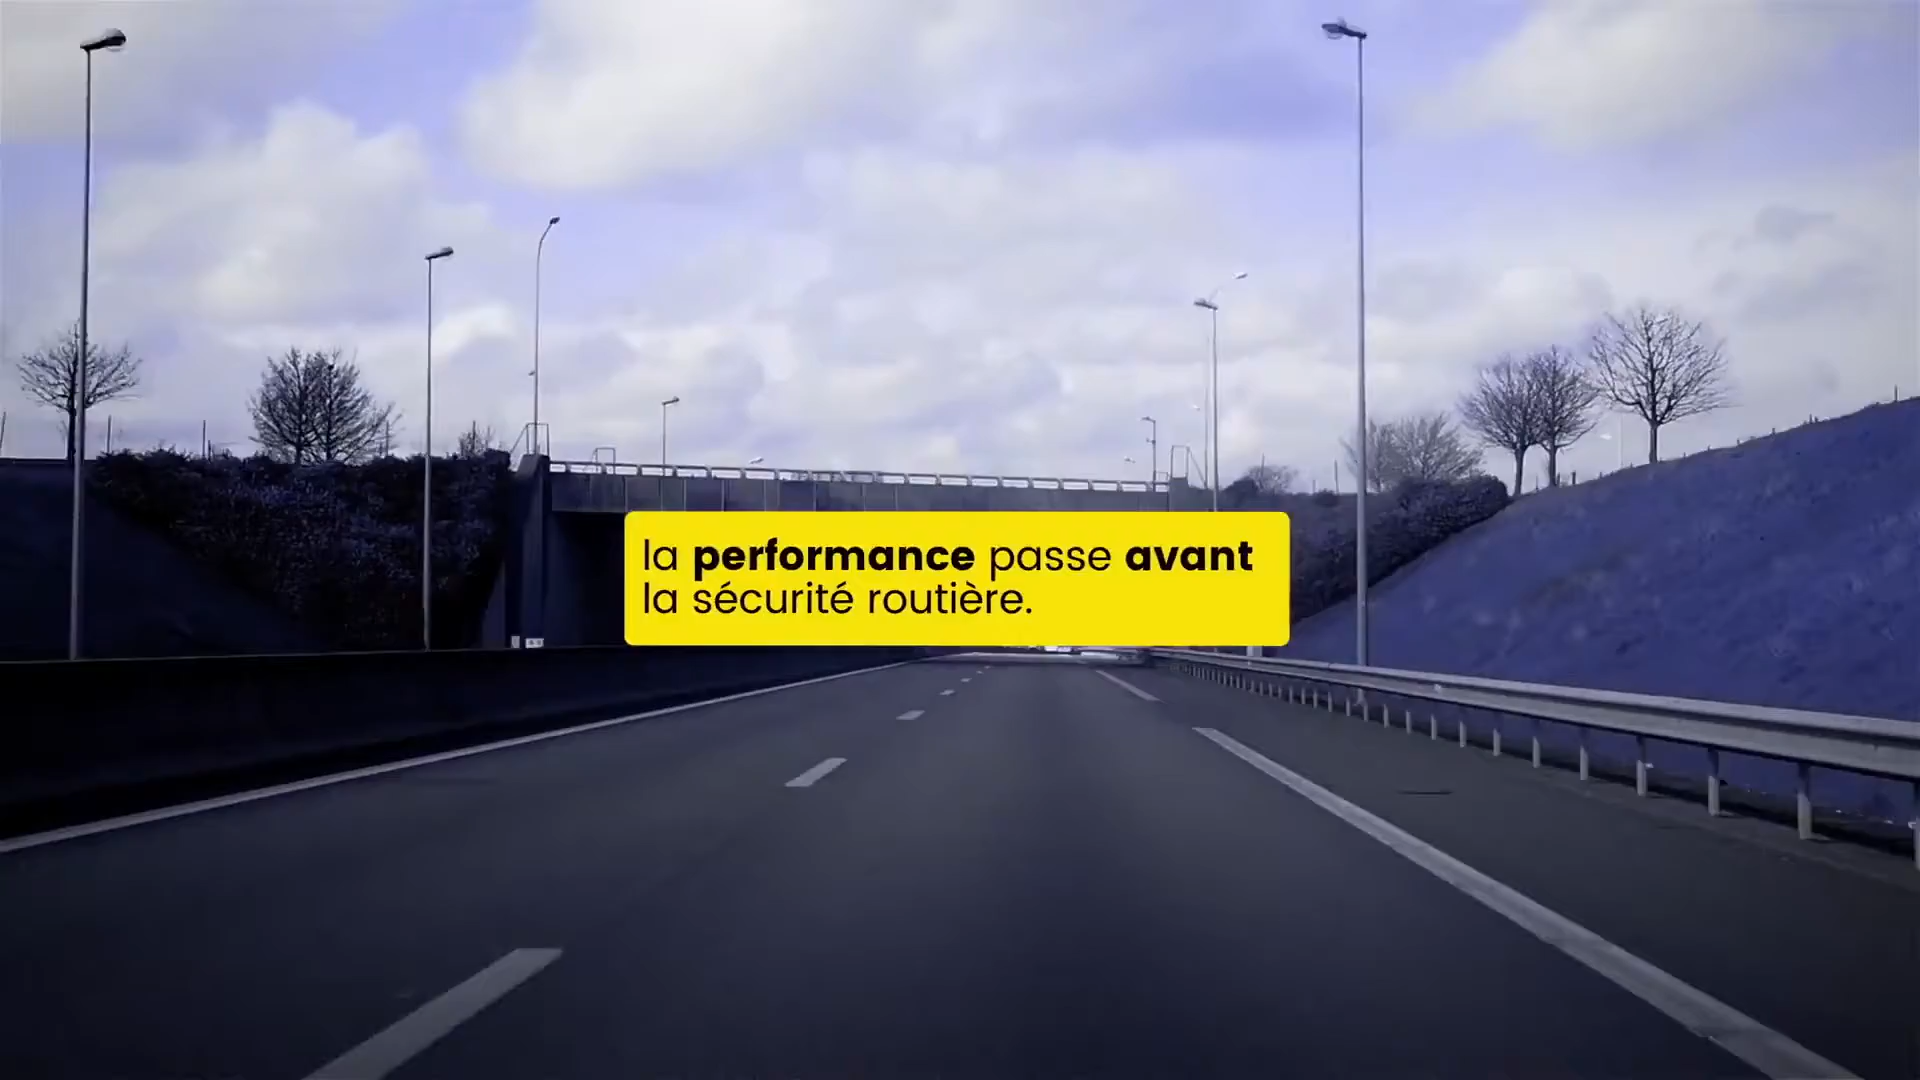 la performance passe avant
la sécurité routière.